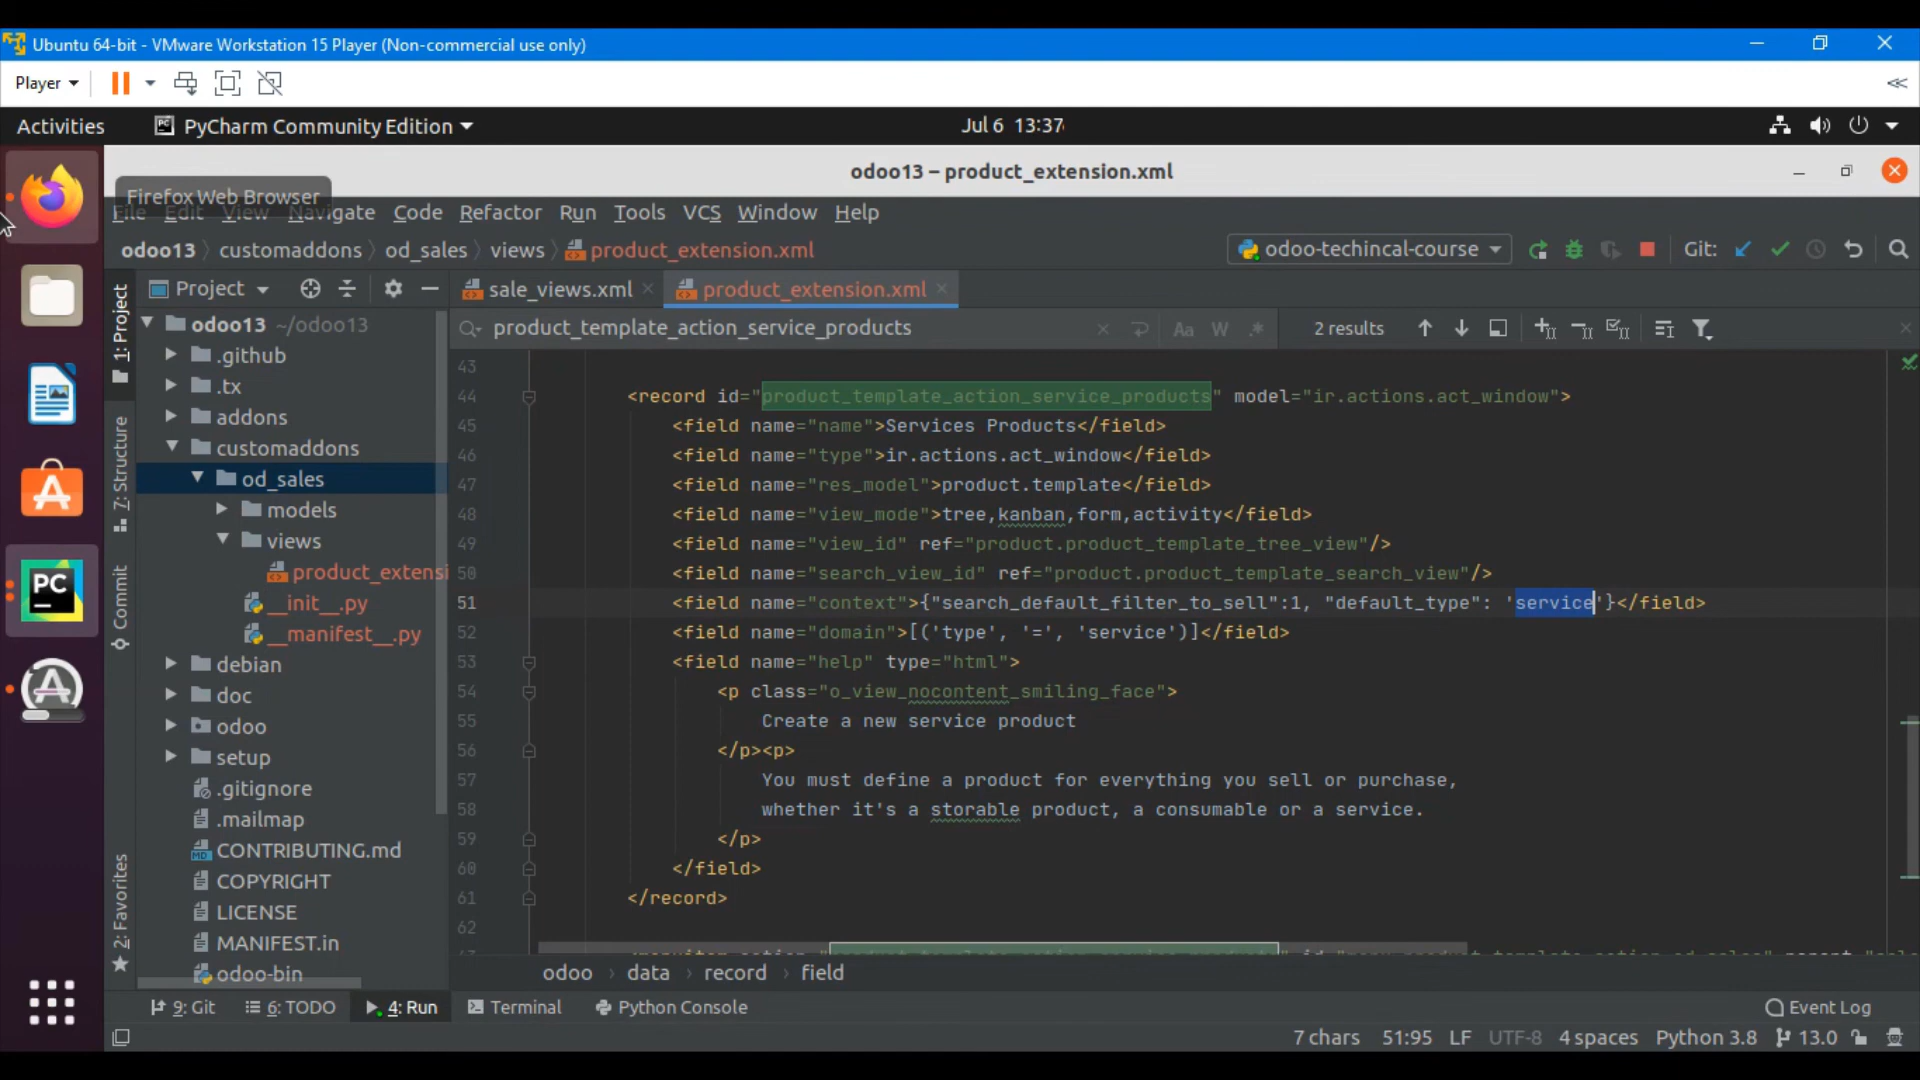 Ubuntu 64-bit - VMware Workstation 15 Player (Non-commercial use only)
Player
Activities PyCharm Community Edition Jul 6 13:37
odoo13 – product_extension.xml
Firefox Web Browser
File Edit View Navigate Code Refactor Run Tools VCS Window Help
odoo13 customaddons od_sales views product_extension.xml odoo-techincal-course Git:
1: Project
7: Structure
Commit
2: Favorites
Project
odoo13 ~/odoo13
.github
.tx
addons
customaddons
od_sales
models
views
product_extensi
__init__.py
__manifest__.py
debian
doc
odoo
setup
.gitignore
.mailmap
CONTRIBUTING.md
COPYRIGHT
LICENSE
MANIFEST.in
odoo-bin
sale_views.xml product_extension.xml
product_template_action_service_products Aa W .* 2 results
43
44 <record id="product_template_action_service_products" model="ir.actions.act_window">
45 <field name="name">Services Products</field>
46 <field name="type">ir.actions.act_window</field>
47 <field name="res_model">product.template</field>
48 <field name="view_mode">tree,kanban,form,activity</field>
49 <field name="view_id" ref="product.product_template_tree_view"/>
50 <field name="search_view_id" ref="product.product_template_search_view"/>
51 <field name="context">{"search_default_filter_to_sell":1, "default_type": 'service'}</field>
52 <field name="domain">[('type', '=', 'service')]</field>
53 <field name="help" type="html">
54 <p class="o_view_nocontent_smiling_face">
55 Create a new service product
56 </p><p>
57 You must define a product for everything you sell or purchase,
58 whether it's a storable product, a consumable or a service.
59 </p>
60 </field>
61 </record>
62
odoo data record field
9: Git 6: TODO 4: Run Terminal Python Console Event Log
7 chars 51:95 LF UTF-8 4 spaces Python 3.8 13.0